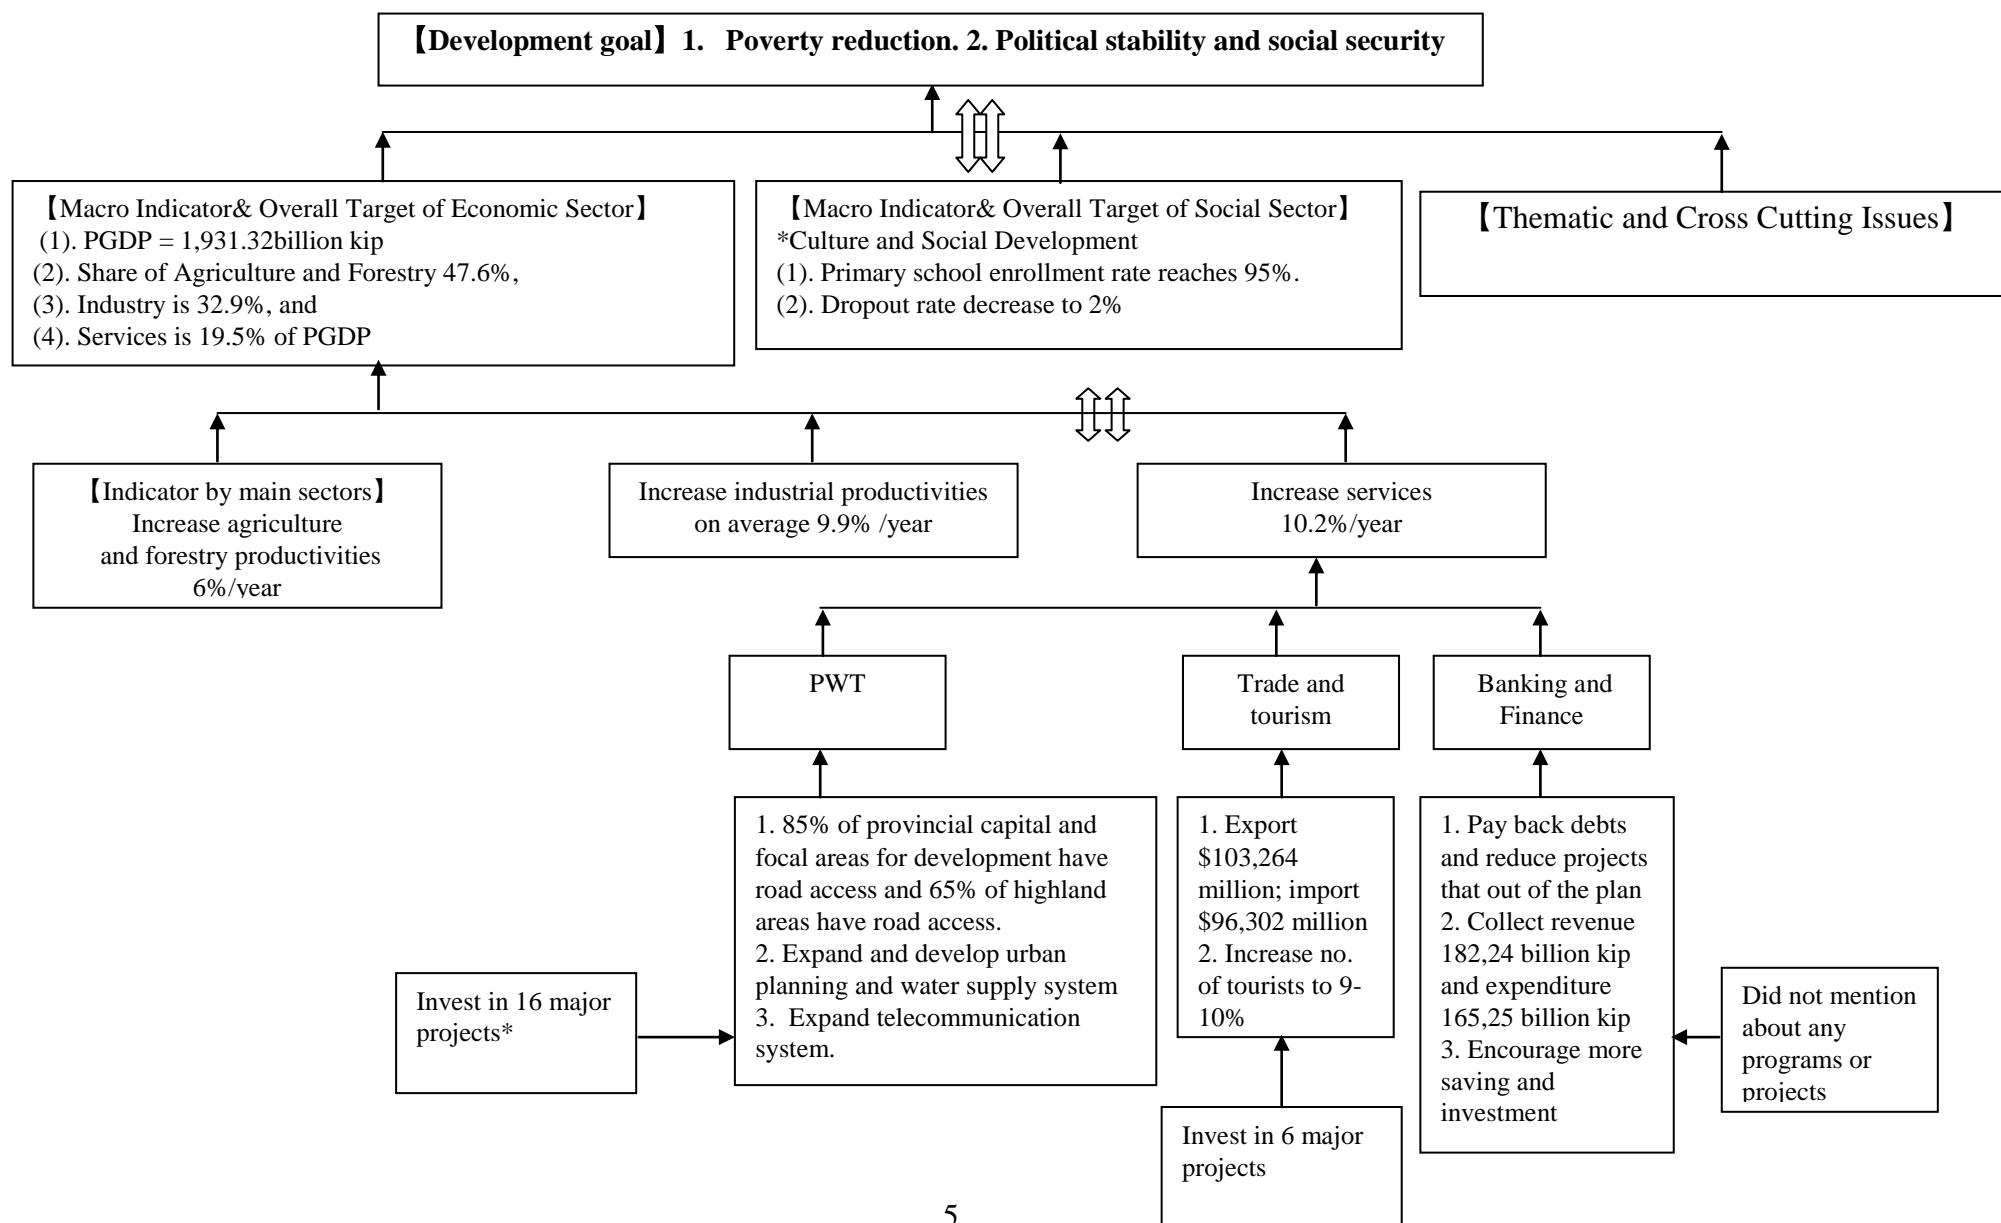 【Development goal】1. Poverty reduction. 2. Political stability and social security
【Macro Indicator& Overall Target of Economic Sector】
(1). PGDP = 1,931.32billion kip
(2). Share of Agriculture and Forestry 47.6%,
(3). Industry is 32.9%, and
(4). Services is 19.5% of PGDP
【Macro Indicator& Overall Target of Social Sector】
*Culture and Social Development
(1). Primary school enrollment rate reaches 95%.
(2). Dropout rate decrease to 2%
【Thematic and Cross Cutting Issues】
【Indicator by main sectors】
Increase agriculture
and forestry productivities
6%/year
Increase industrial productivities
on average 9.9% /year
Increase services
10.2%/year
PWT
Trade and
tourism
Banking and
Finance
1. 85% of provincial capital and
focal areas for development have
road access and 65% of highland
areas have road access.
2. Expand and develop urban
planning and water supply system
3. Expand telecommunication
system.
1. Export
$103,264
million; import
$96,302 million
2. Increase no.
of tourists to 9-
10%
1. Pay back debts
and reduce projects
that out of the plan
2. Collect revenue
182,24 billion kip
and expenditure
165,25 billion kip
3. Encourage more
saving and
investment
Invest in 16 major
projects*
Did not mention
about any
programs or
projects
Invest in 6 major
projects
5